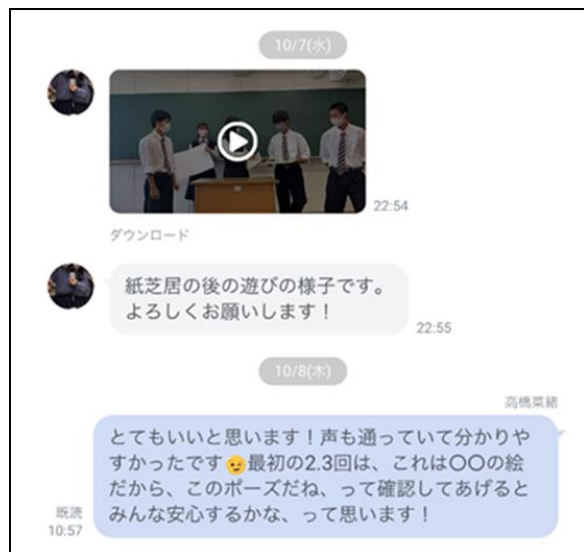 10/7(水)
22:54
ダウンロード
紙芝居の後の遊びの様子です。
よろしくお願いします！
22:55
10/8(木)
高橋菜緒
とてもいいと思います！声も通っていて分かりや
すかったです😊最初の2.3回は、これは〇〇の絵
だから、このポーズだね、って確認してあげると
みんな安心するかな、って思います！
既読
10:57